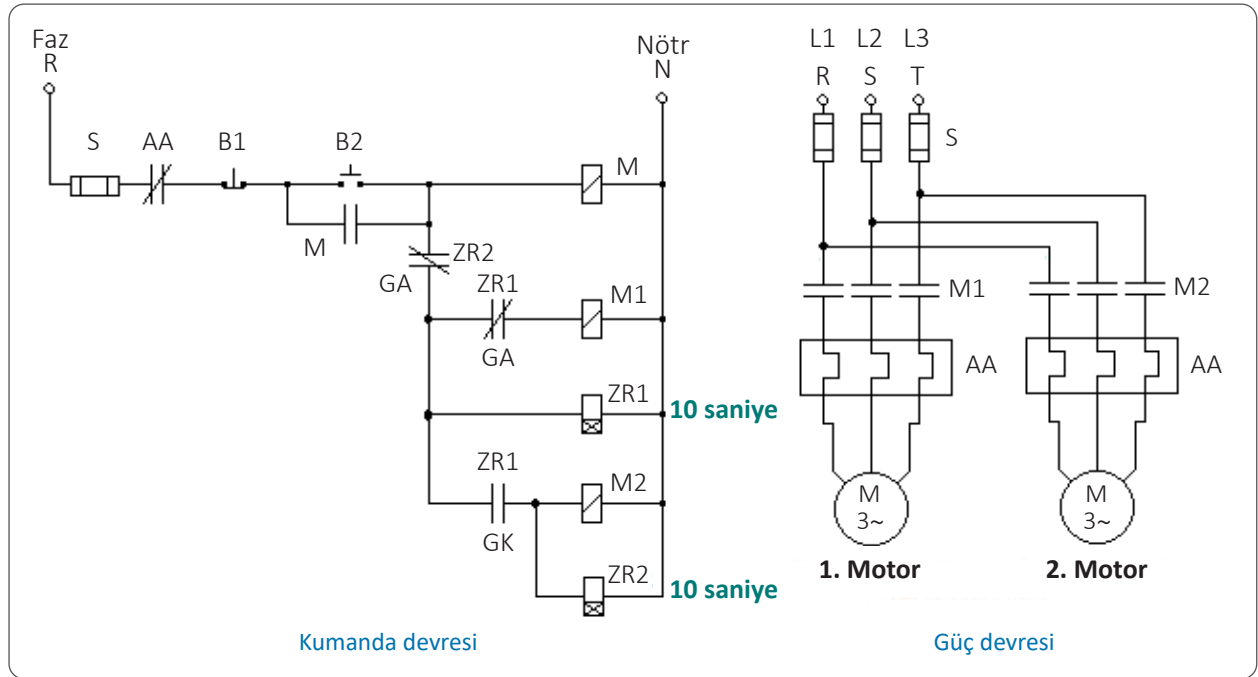 Faz
R
Nötr
N
S
AA
B1
B2
M
M
ZR2
GA
ZR1
M1
GA
ZR1
10 saniye
ZR1
M2
GK
ZR2
10 saniye
Kumanda devresi
L1
L2
L3
R
S
T
S
M1
M2
AA
AA
M
3~
M
3~
1. Motor
2. Motor
Güç devresi